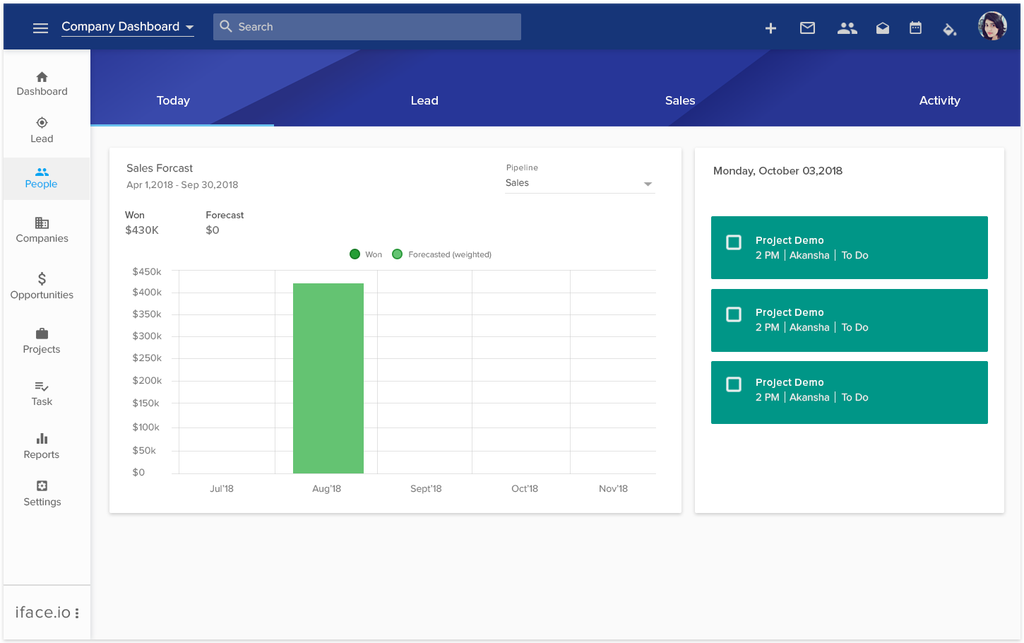 Company Dashboard
Search
Dashboard
Lead
People
Companies
Opportunities
Projects
Task
Reports
Settings
iface.io
Today Lead Sales Activity
Sales Forcast
Apr 1,2018 - Sep 30,2018
Pipeline
Sales
Won Forecast
$430K $0
Won Forecasted (weighted)
$450k
$400k
$350k
$300k
$250k
$200k
$150k
$100k
$50k
$0
Jul'18 Aug'18 Sept'18 Oct'18 Nov'18
Monday, October 03,2018
Project Demo
2 PM | Akansha | To Do
Project Demo
2 PM | Akansha | To Do
Project Demo
2 PM | Akansha | To Do